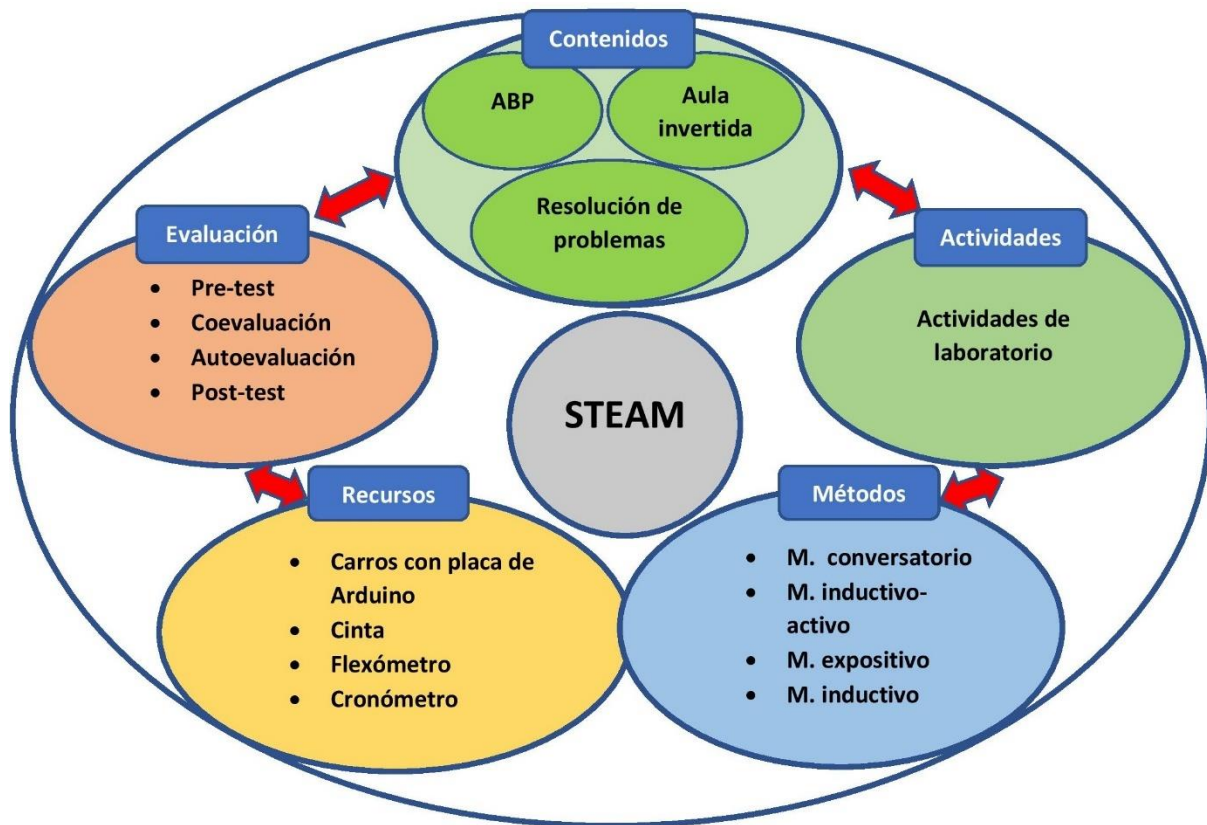 Contenidos
ABP
Aula
invertida
Resolución de
problemas
Evaluación
• Pre-test
• Coevaluación
• Autoevaluación
• Post-test
Actividades
Actividades de
laboratorio
STEAM
Recursos
• Carros con placa de
Arduino
• Cinta
• Flexómetro
• Cronómetro
Métodos
• M. conversatorio
• M. inductivo-
activo
• M. expositivo
• M. inductivo